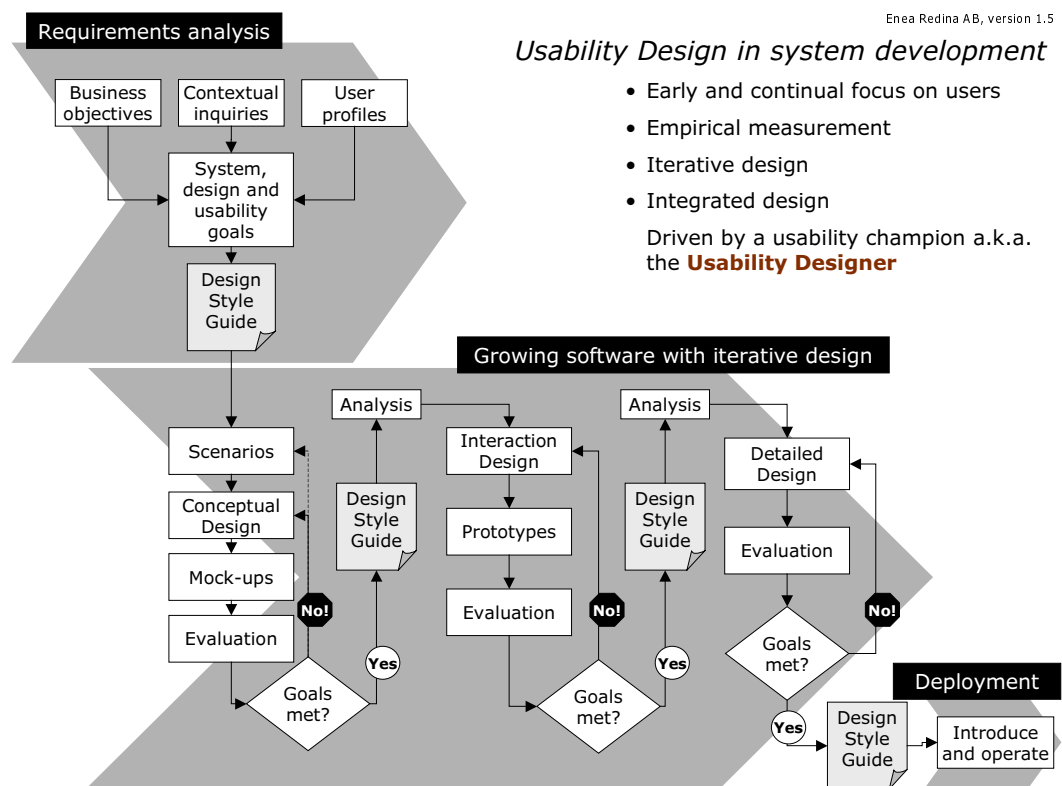 Enea Redina AB, version 1.5
Requirements analysis
Usability Design in system development
• Early and continual focus on users
• Empirical measurement
• Iterative design
• Integrated design
Driven by a usability champion a.k.a.
the Usability Designer
Business
objectives
Contextual
inquiries
User
profiles
System,
design and
usability
goals
Design
Style
Guide
Growing software with iterative design
Scenarios
Conceptual
Design
Mock-ups
Evaluation
No!
Goals
met?
Yes
Design
Style
Guide
Analysis
Interaction
Design
Prototypes
Evaluation
No!
Goals
met?
Yes
Design
Style
Guide
Analysis
Detailed
Design
Evaluation
No!
Goals
met?
Yes
Deployment
Design
Style
Guide
Introduce
and operate